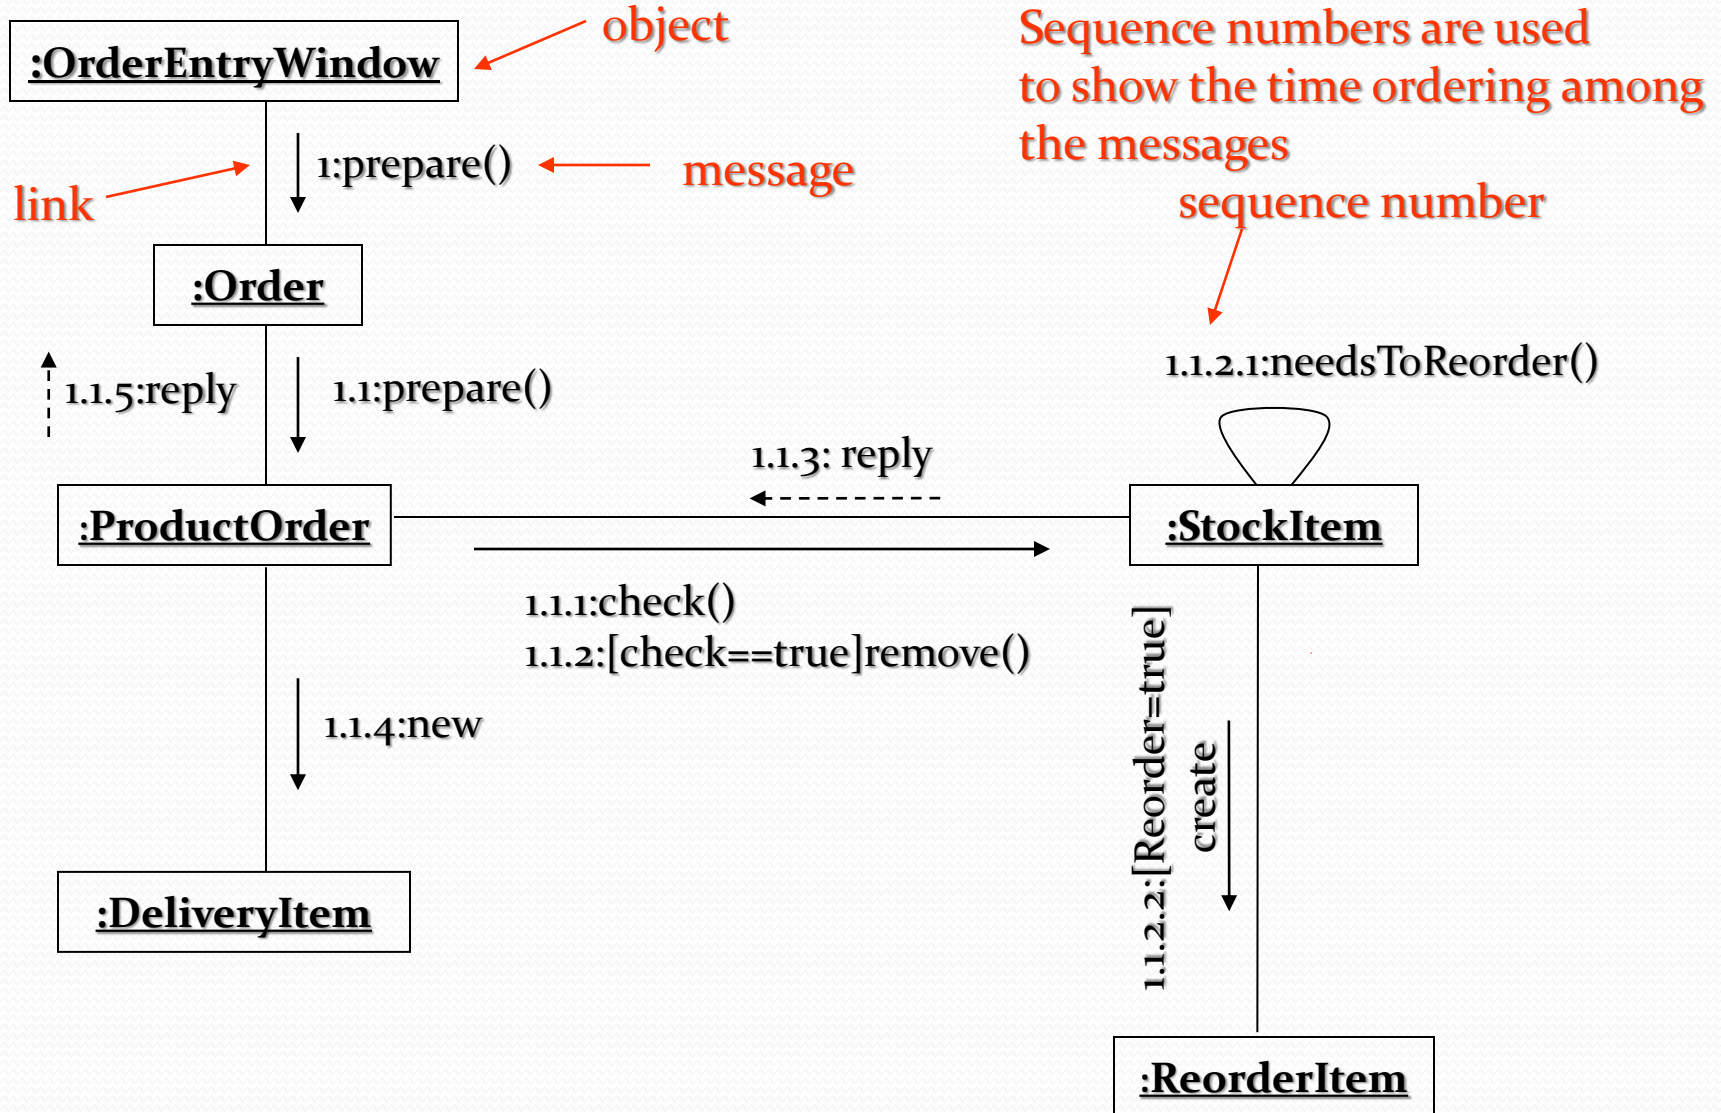 object
Sequence numbers are used
:OrderEntryWindow
to show the time ordering among
the messages
1:prepare()
message
link
sequence number
:Order
1.1.2.1:needsToReorder()
1.1.5:reply
1.1:prepare()
1.1.3: reply
:ProductOrder
:StockItem
1.1.1:check()
1.1.2:[check==true]remove()
1.1.4:new
1.1.2.2:[Reorder=true]
create
:DeliveryItem
:ReorderItem